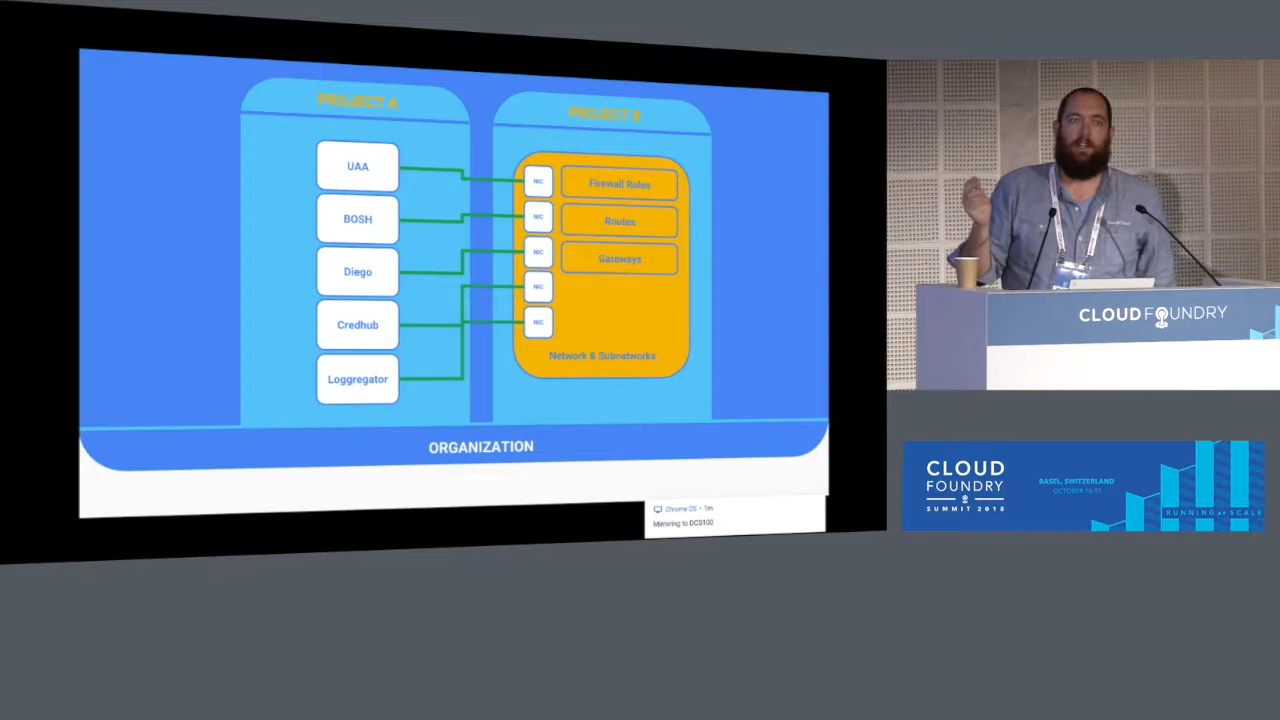 PROJECT A
UAA
BOSH
Diego
Credhub
Loggregator
PROJECT B
NIC
NIC
NIC
NIC
NIC
Firewall Rules
Routes
Gateways
Network & Subnetworks
ORGANIZATION
Chrome OS • 1m
Mirroring to DCS100
CLOUD FOUNDRY
CLOUD
FOUNDRY
SUMMIT 2018
BASEL, SWITZERLAND
OCTOBER 10-11
RUNNING AT SCALE